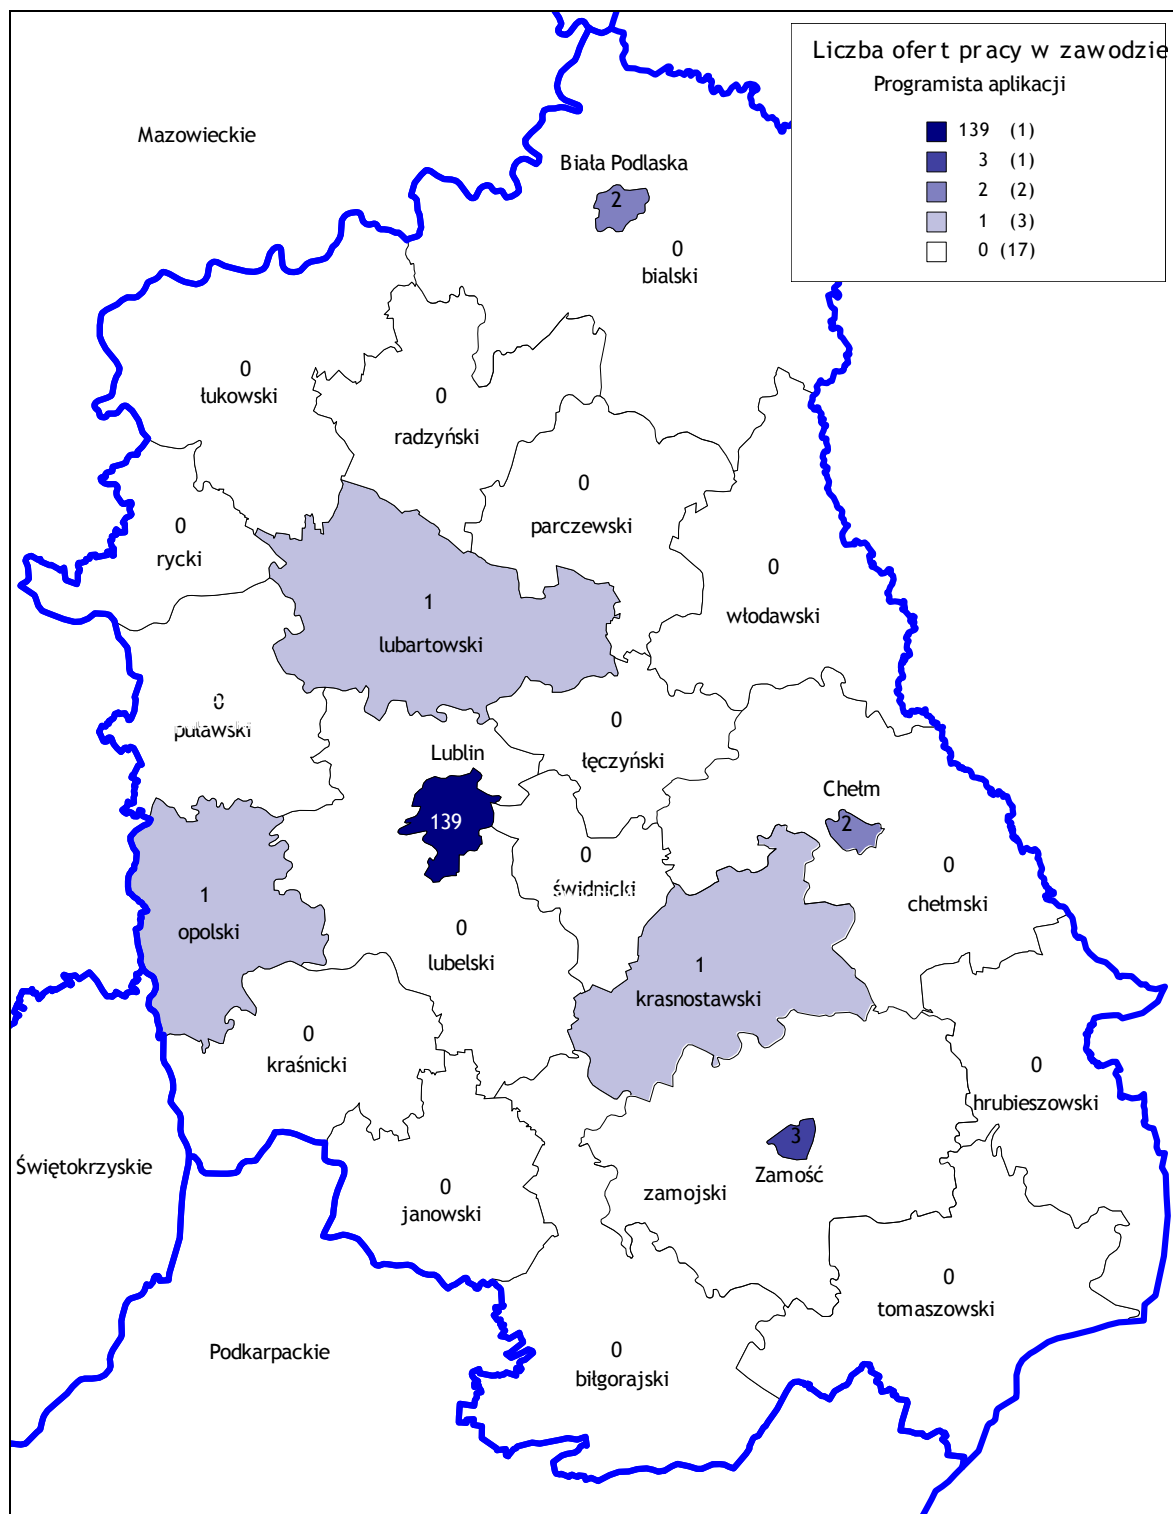 Liczba ofert pracy w zawodzie
Programista aplikacji
139 (1)
3 (1)
2 (2)
1 (3)
0 (17)
Mazowieckie
Biała Podlaska
2
0
bialski
0
łukowski
0
radzyński
0
parczewski
0
rycki
0
włodawski
1
lubartowski
0
puławski
0
łęczyński
Lublin
139
Chełm
2
0
świdnicki
0
chełmski
1
opolski
0
lubelski
1
krasnostawski
0
kraśnicki
0
hrubieszowski
3
Zamość
zamojski
Świętokrzyskie
0
janowski
0
tomaszowski
Podkarpackie
0
biłgorajski